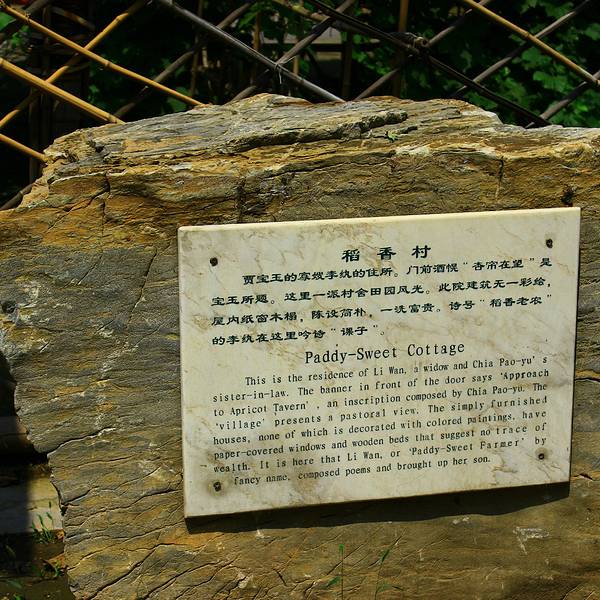 稻香村
贾宝玉的寡嫂李纨的住所。门前酒幌“杏帘在望”是
宝玉所题。这里一派村舍田园风光。此院建筑无一彩绘，
屋内纸窗木榻，陈设简朴，一洗富贵。诗号“稻香老农”
的李纨在这里吟诗“课子”。
Paddy-Sweet Cottage
This is the residence of Li Wan, a widow and Chia Pao-yu's
sister-in-law. The banner in front of the door says 'Approach
to Apricot Tavern', an inscription composed by Chia Pao-yu. The
'village' presents a pastoral view. The simply furnished
houses, none of which is decorated with colored paintings, have
paper-covered windows and wooden beds that suggest no trace of
wealth. It is here that Li Wan, or 'Paddy-Sweet Farmer' by
fancy name, composed poems and brought up her son.